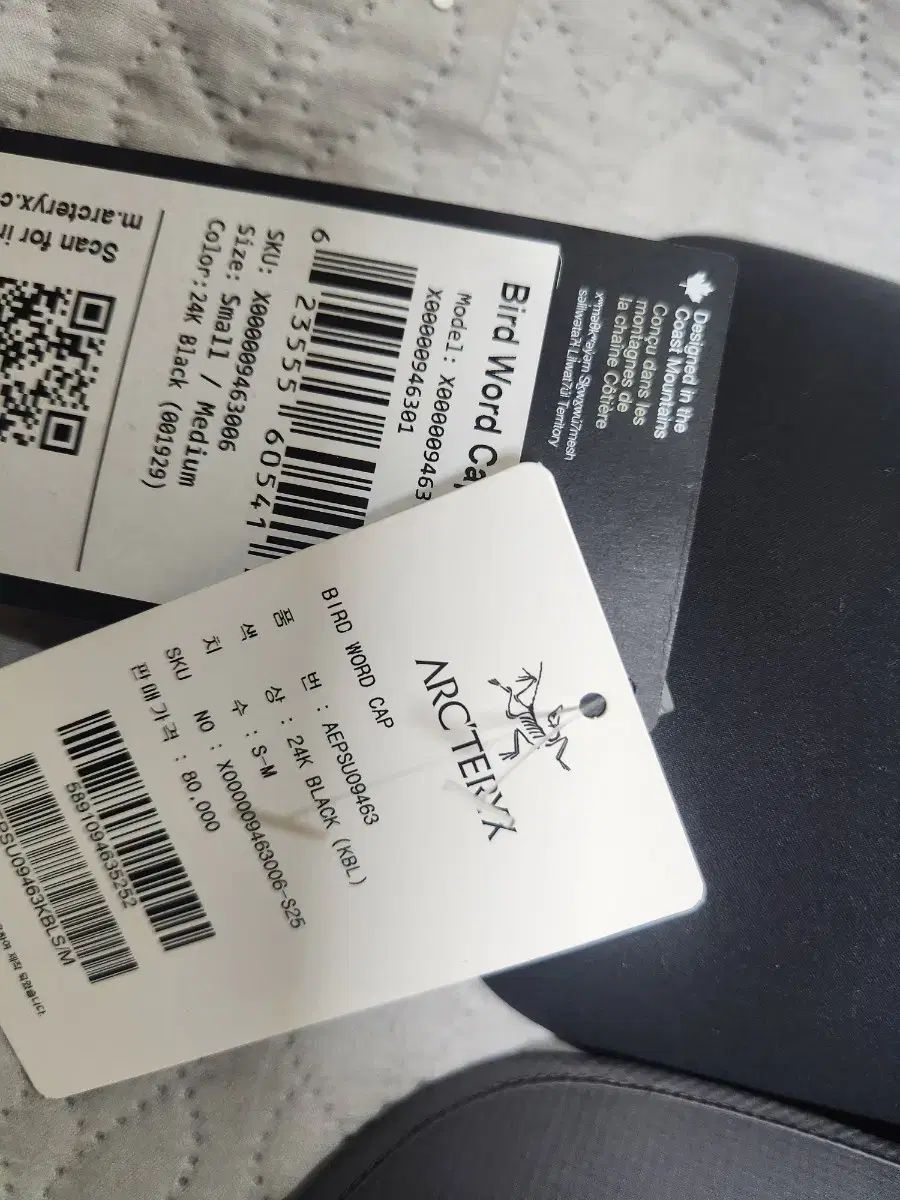 Designed in the
Coast Mountains
Conçu dans les
montagnes de
la chaîne Côtière
Territory
Bird Word Ca
Model: X000009463
X00000946301
6 23555 60541
SKU: X000009463006
Size: Small / Medium
Color:24K Black (001929)
Scan for in
m.arcteryx.c
ARC'TERYX
BIRD WORD CAP
품 번 : AEPSU09463
색 상 : 24K BLACK (KBL)
치 수 : S-M
SKU NO : X000009463006-S25
판매가격 : 80,000
5691094635252
EPSU09463KBLS/M